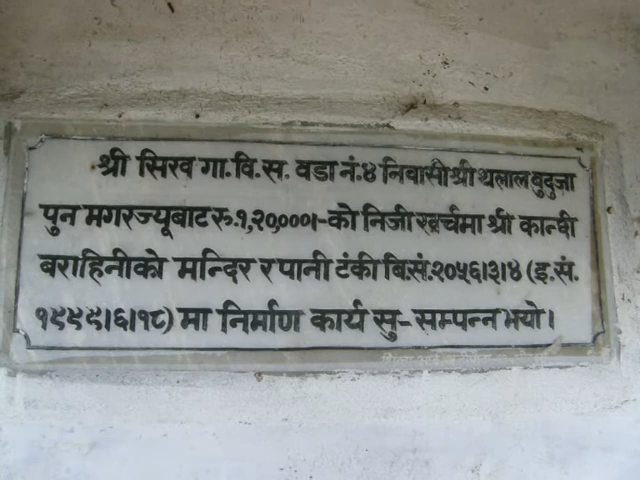 श्री सिख गा.वि.स. वडा नं.४ निवासी श्री थलाल बुदुजा
पुन मगरज्यूबाट रु.१,२०,०००।-को निजी खर्चमा श्री कान्दी
बराहिनीको मन्दिर र पानी टंकी बि.सं.२०५६।३।४ (इ.सं.
१९९९।६।१८) मा निर्माण कार्य सु-सम्पन्न भयो।